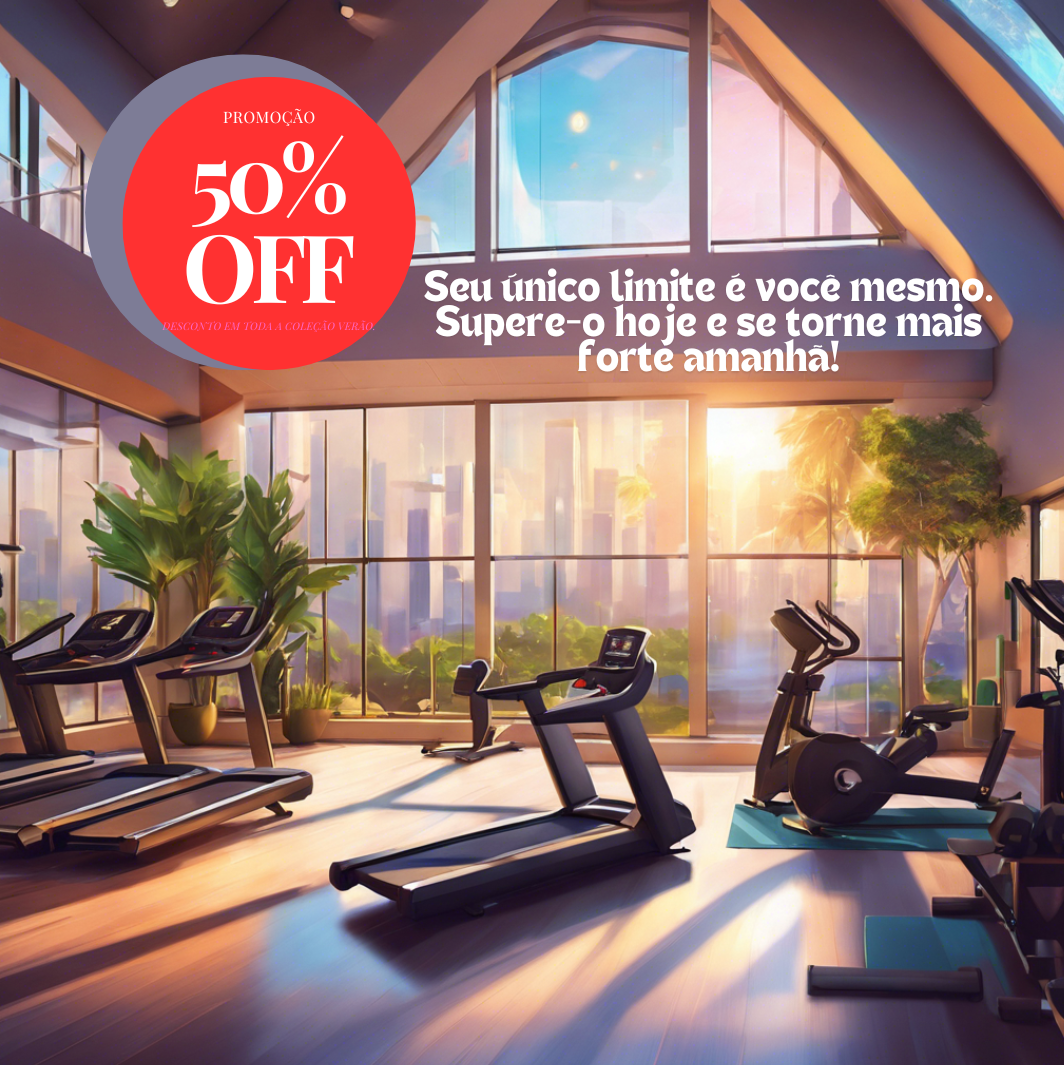 PROMOÇÃO
50%
OFF
DESCONTO EM TODA A COLEÇÃO VERÃO.
Seu único limite é você mesmo.
Supere-o hoje e se torne mais
forte amanhã!